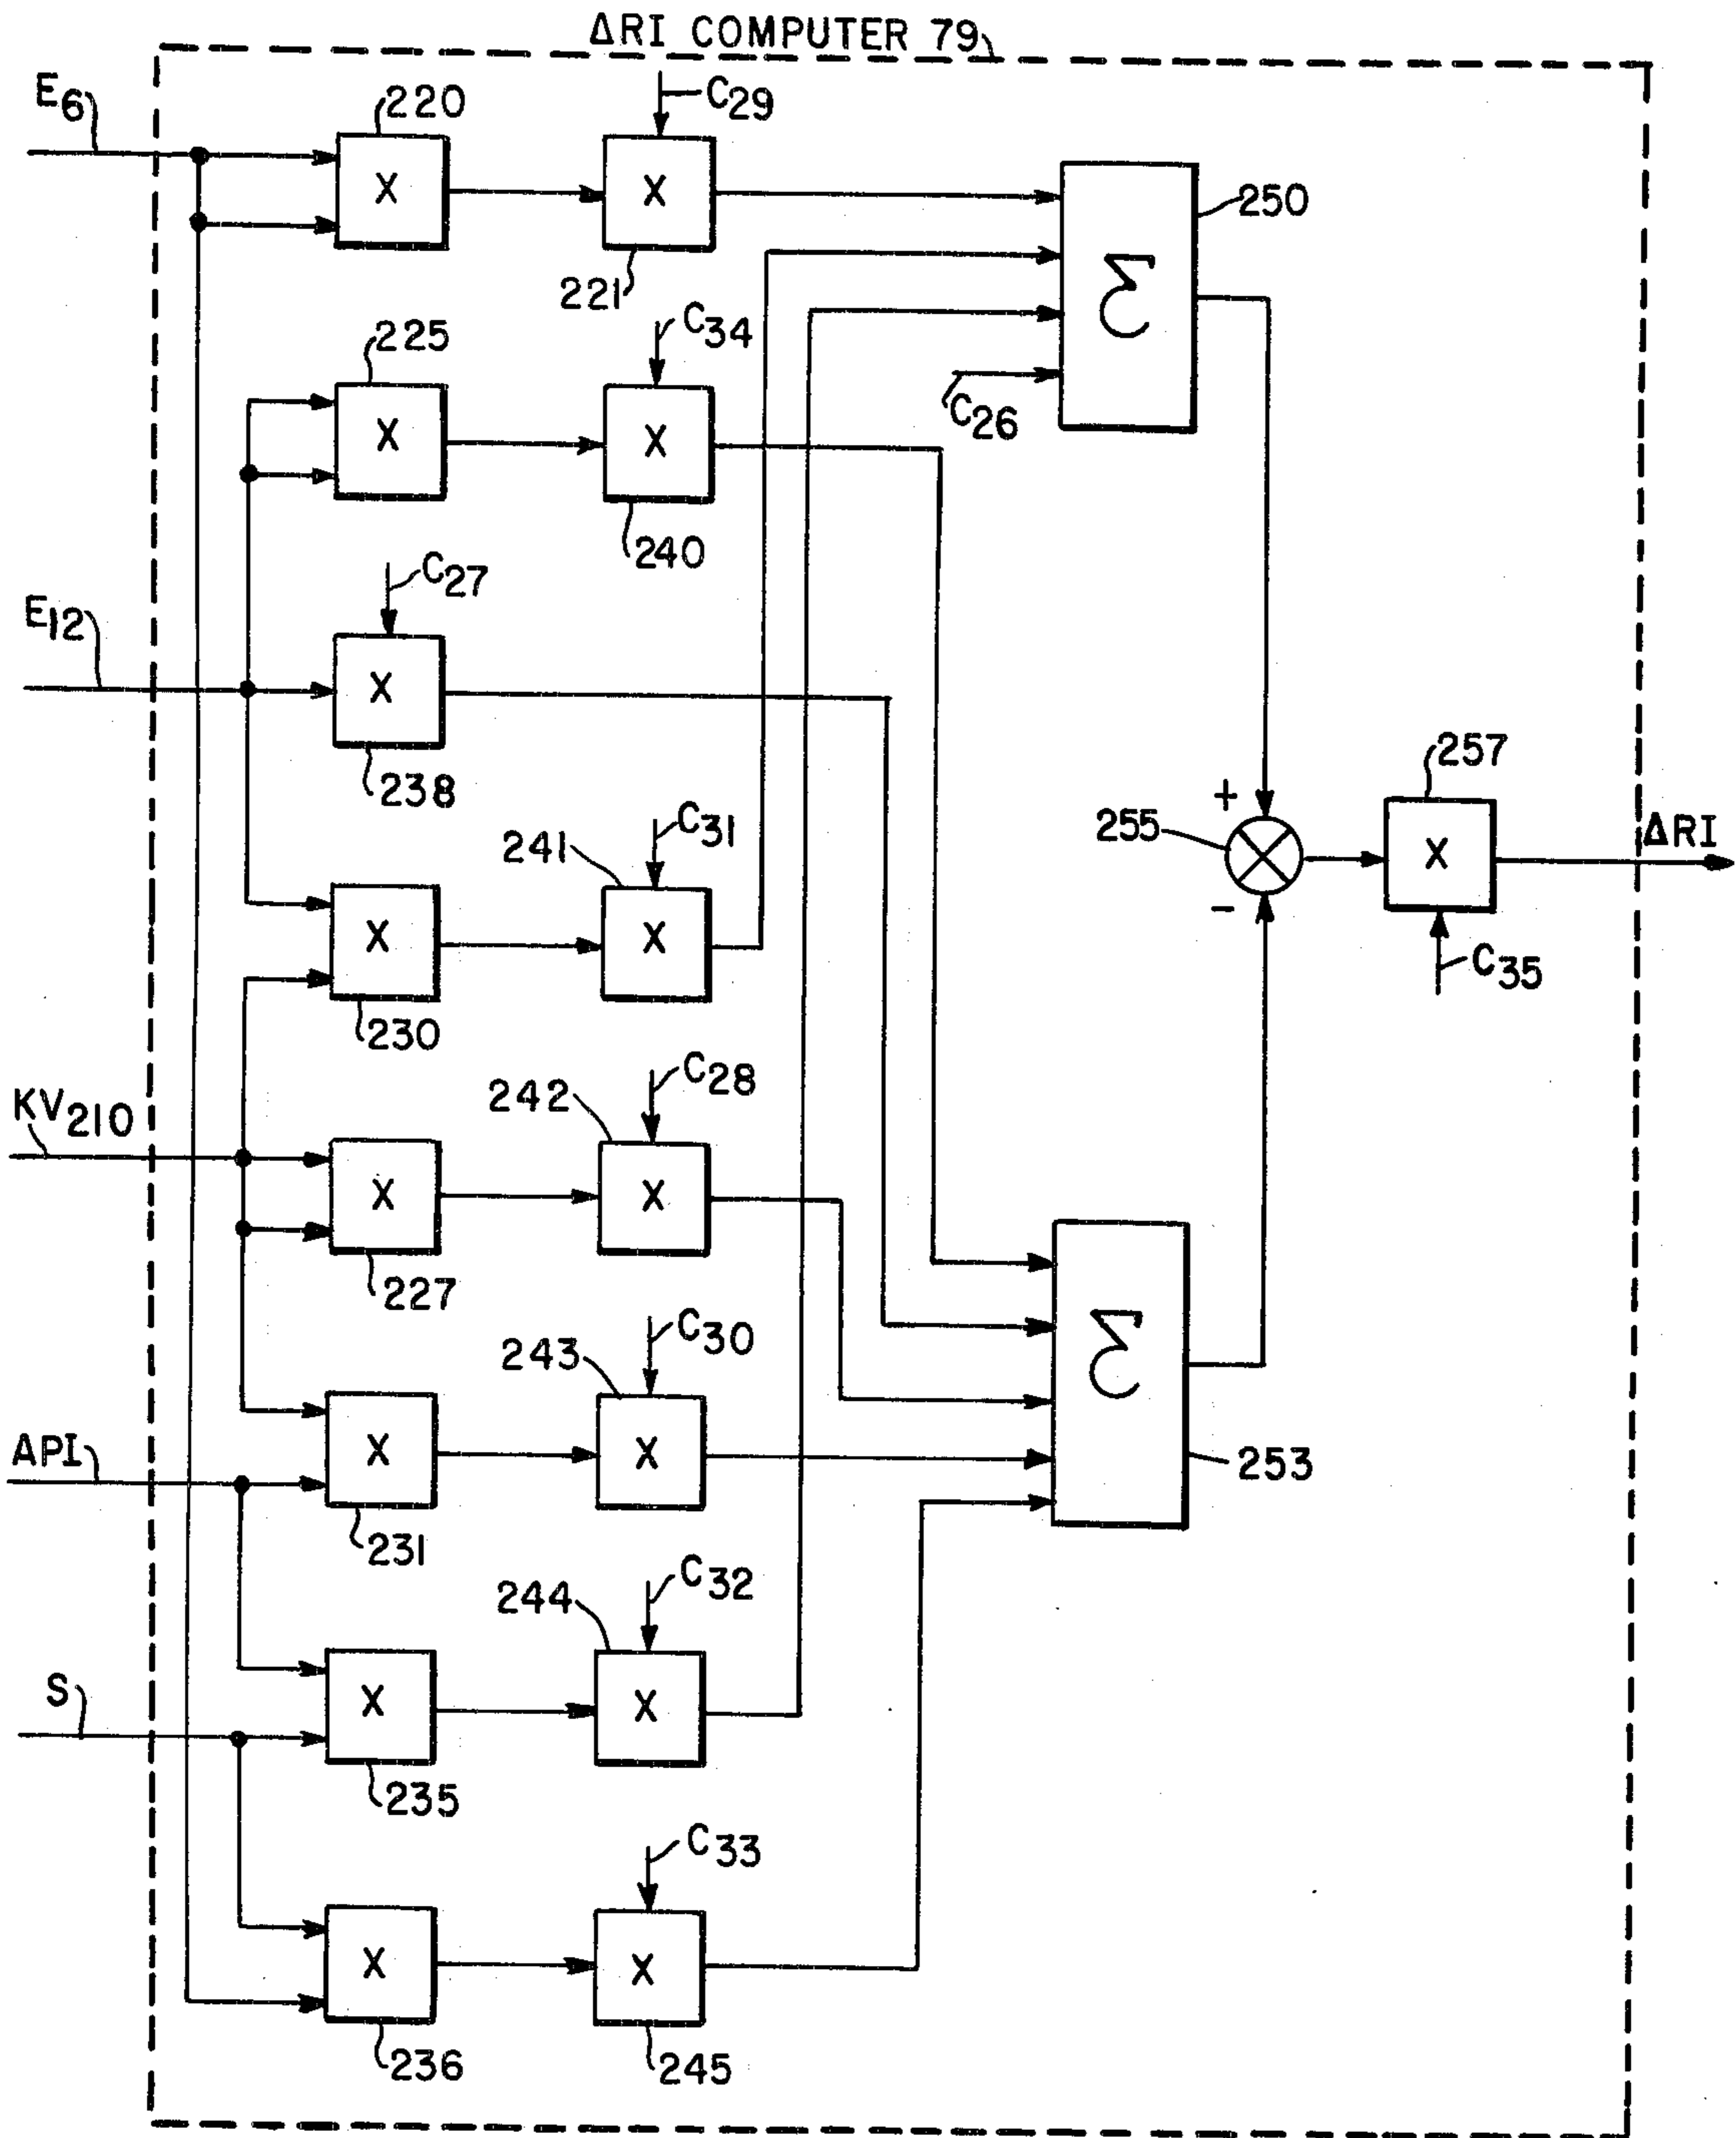 ΔRI COMPUTER 79
E6
220
C29
X
X
250
221
Σ
225
C34
X
X
C26
240
C27
E12
X
238
257
C31
241
+
255
X
ΔRI
X
X
-
C35
230
KV210
242
C28
X
X
227
C30
243
Σ
API
X
X
253
231
C32
244
S
X
X
235
C33
X
X
236
245